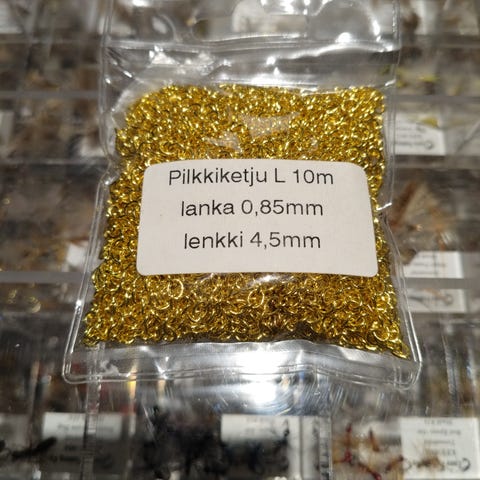 Pilkkiketju L 10m
lanka 0,85mm
lenkki 4,5mm